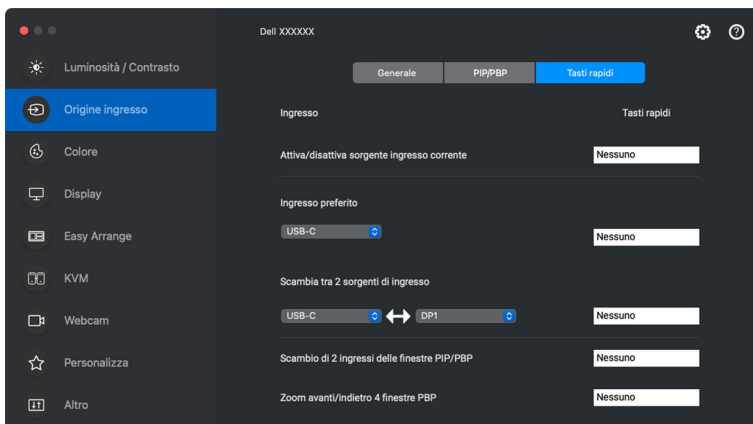 Dell XXXXXX
Luminosità / Contrasto
Origine ingresso
Colore
Display
Easy Arrange
KVM
Webcam
Personalizza
Altro
Generale
PIP/PBP
Tasti rapidi
Ingresso
Tasti rapidi
Attiva/disattiva sorgente ingresso corrente
Nessuno
Ingresso preferito
USB-C
Nessuno
Scambia tra 2 sorgenti di ingresso
USB-C
DP1
Nessuno
Scambio di 2 ingressi delle finestre PIP/PBP
Nessuno
Zoom avanti/indietro 4 finestre PBP
Nessuno